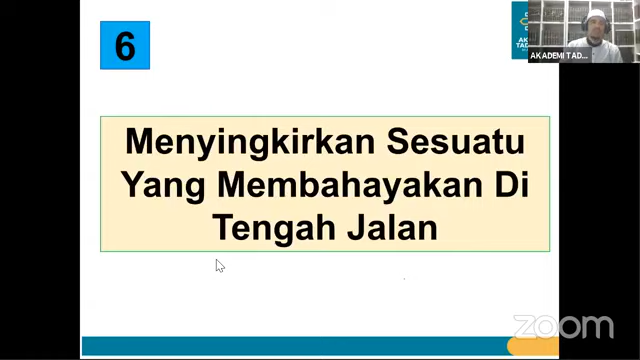 6
AKADEMI TAD...
Menyingkirkan Sesuatu
Yang Membahayakan Di
Tengah Jalan
zoom